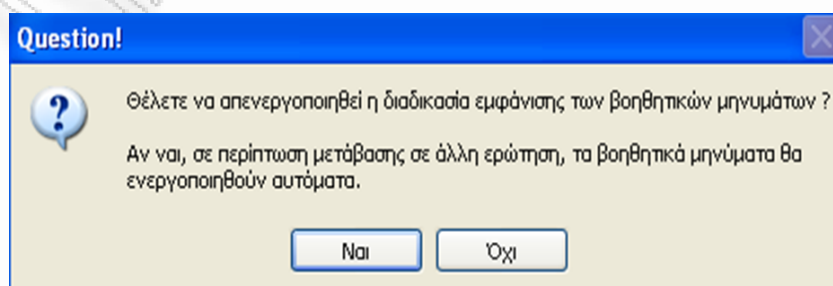 Question!
Θέλετε να απενεργοποιηθεί η διαδικασία εμφάνισης των βοηθητικών μηνυμάτων ?
Αν ναι, σε περίπτωση μετάβασης σε άλλη ερώτηση, τα βοηθητικά μηνύματα θα
ενεργοποιηθούν αυτόματα.
Ναι Όχι